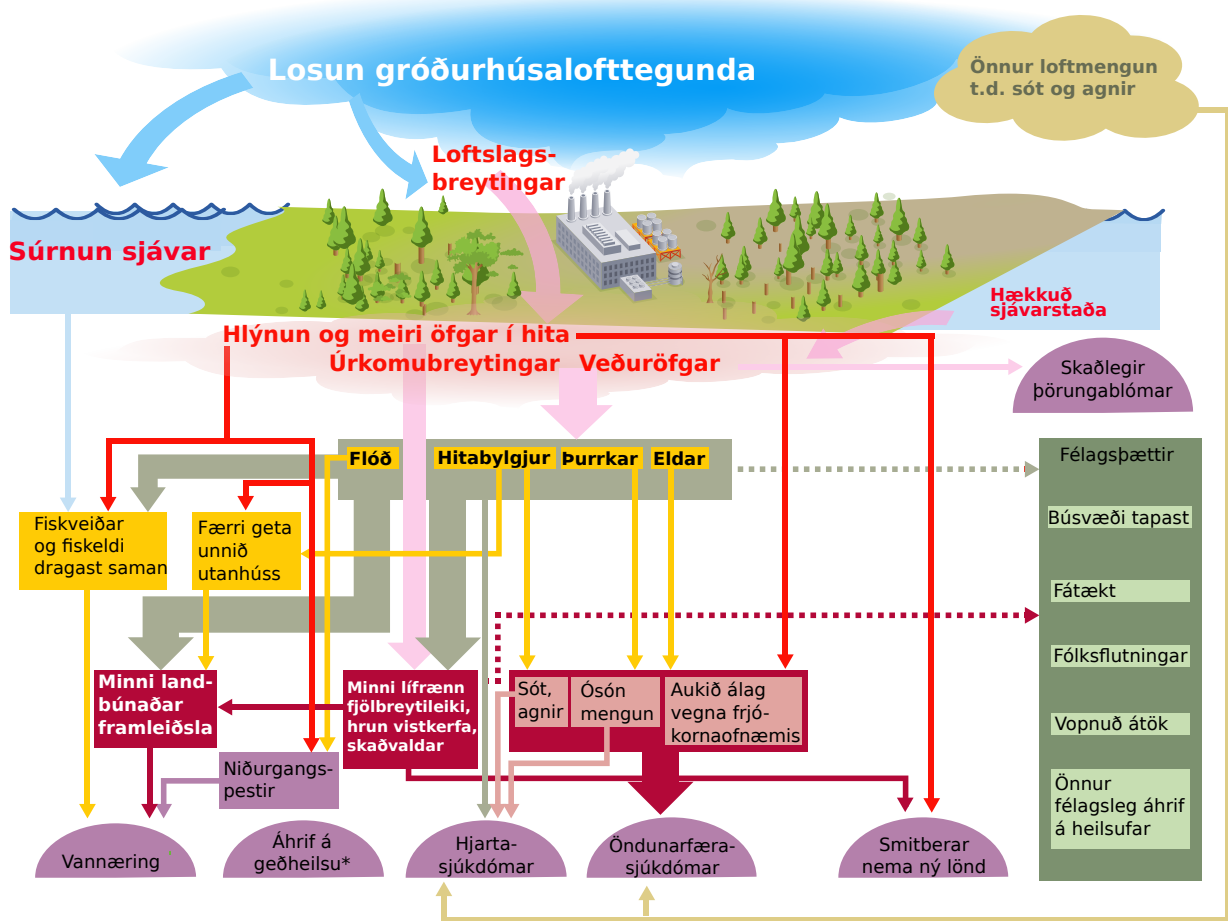 Losun gróðurhúsalofttegunda
Önnur loftmengun
t.d. sót og agnir
Loftslags-
breytingar
Súrnun sjávar
Hækkuð
sjávarstaða
Hlýnun og meiri öfgar í hita
Úrkomubreytingar Veðuröfgar
Skaðlegir
þörungablómar
Flóð
Hitabylgjur
Þurrkar
Eldar
Félagsþættir
Búsvæði tapast
Fátækt
Fólksflutningar
Vopnuð átök
Önnur
félagsleg áhrif
á heilsufar
Fiskveiðar
og fiskeldi
dragast saman
Færri geta
unnið
utanhúss
Minni land-
búnaðar
framleiðsla
Minni lífrænn
fjölbreytileiki,
hrun vistkerfa,
skaðvaldar
Sót,
agnir
Ósón
mengun
Aukið álag
vegna frjó-
kornaofnæmis
Niðurgangs-
pestir
Vannæring
Áhrif á
geðheilsu*
Hjarta-
sjúkdómar
Öndunarfæra-
sjúkdómar
Smitberar
nema ný lönd